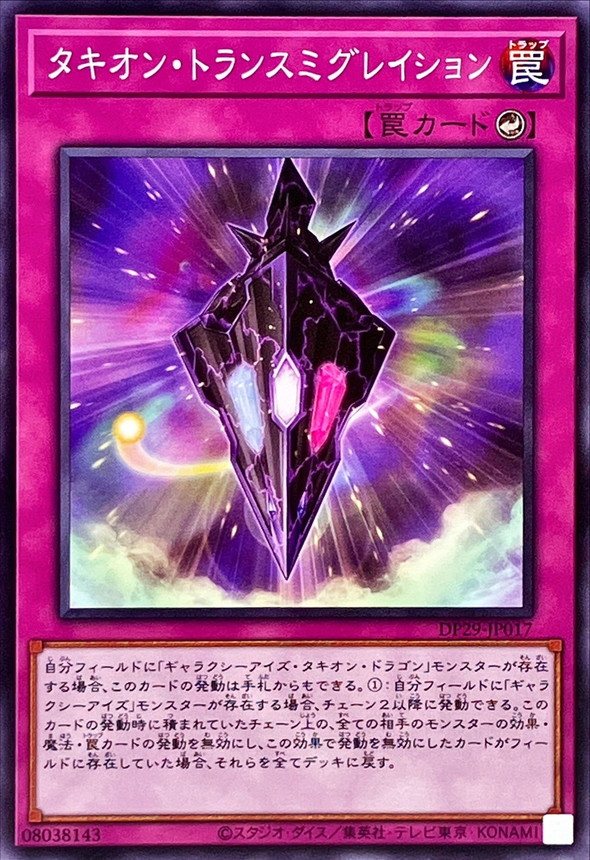 タキオン・トランスミグレイション
トラップ
罠
【罠カード】
トラップ
DP29-JP017
自分フィールドに「ギャラクシーアイズ・タキオン・ドラゴン」モンスターが存在
する場合、このカードの発動は手札からもできる。①:自分フィールドに「ギャラ
クシーアイズ」モンスターが存在する場合、チェーン2以降に発動できる。この
カードの発動時に積まれていたチェーン上の、全ての相手のモンスターの効果・
魔法・罠カードの発動を無効にし、この効果で発動を無効にしたカードがフィー
ルドに存在していた場合、それらを全てデッキに戻す。
08038143
©スタジオ・ダイス/集英社・テレビ東京・KONAMI